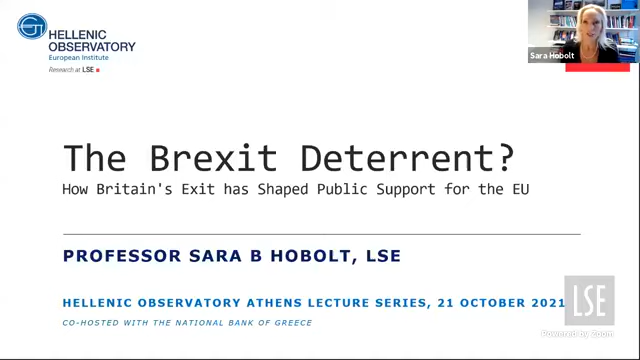 HELLENIC
OBSERVATORY
European Institute
Research at LSE
Sara Hobolt
The Brexit Deterrent?
How Britain's Exit has Shaped Public Support for the EU
PROFESSOR SARA B HOBOLT, LSE
HELLENIC OBSERVATORY ATHENS LECTURE SERIES, 21 OCTOBER 2021
CO-HOSTED WITH THE NATIONAL BANK OF GREECE
LSE
Powered by Zoom